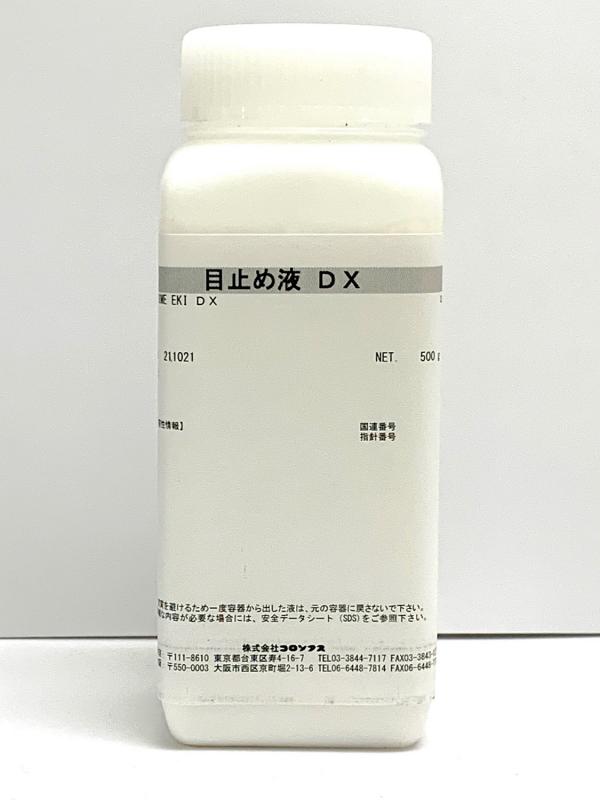 目止め液 DX
ME EKI DX
21.1021
NET. 500
性情報】
国連番号
指針番号
を避けるため一度容器から出した液は、元の容器に戻さないで下さい。
な内容が必要な場合には、安全データシート (SDS)をご参照下さい。
株式会社コロンブス
〒111-8610 東京都台東区寿4-16-7 TEL03-3844-7117 FAX03-3843-
〒550-0003 大阪市西区京町堀2-13-6 TEL06-6448-7814 FAX06-6448-